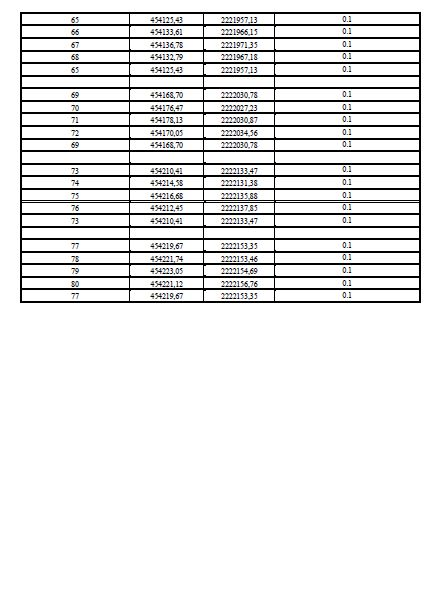 65 454125,43 2221957,13 0.1
66 454133,61 2221966,15 0.1
67 454136,78 2221971,35 0.1
68 454132,79 2221967,18 0.1
65 454125,43 2221957,13 0.1
69 454168,70 2222030,78 0.1
70 454176,47 2222027,23 0.1
71 454178,13 2222030,87 0.1
72 454170,05 2222034,56 0.1
69 454168,70 2222030,78 0.1
73 454210,41 2222133,47 0.1
74 454214,58 2222131,38 0.1
75 454216,68 2222135,88 0.1
76 454212,45 2222137,85 0.1
73 454210,41 2222133,47 0.1
77 454219,67 2222153,35 0.1
78 454221,74 2222153,46 0.1
79 454223,05 2222154,69 0.1
80 454221,12 2222156,76 0.1
77 454219,67 2222153,35 0.1